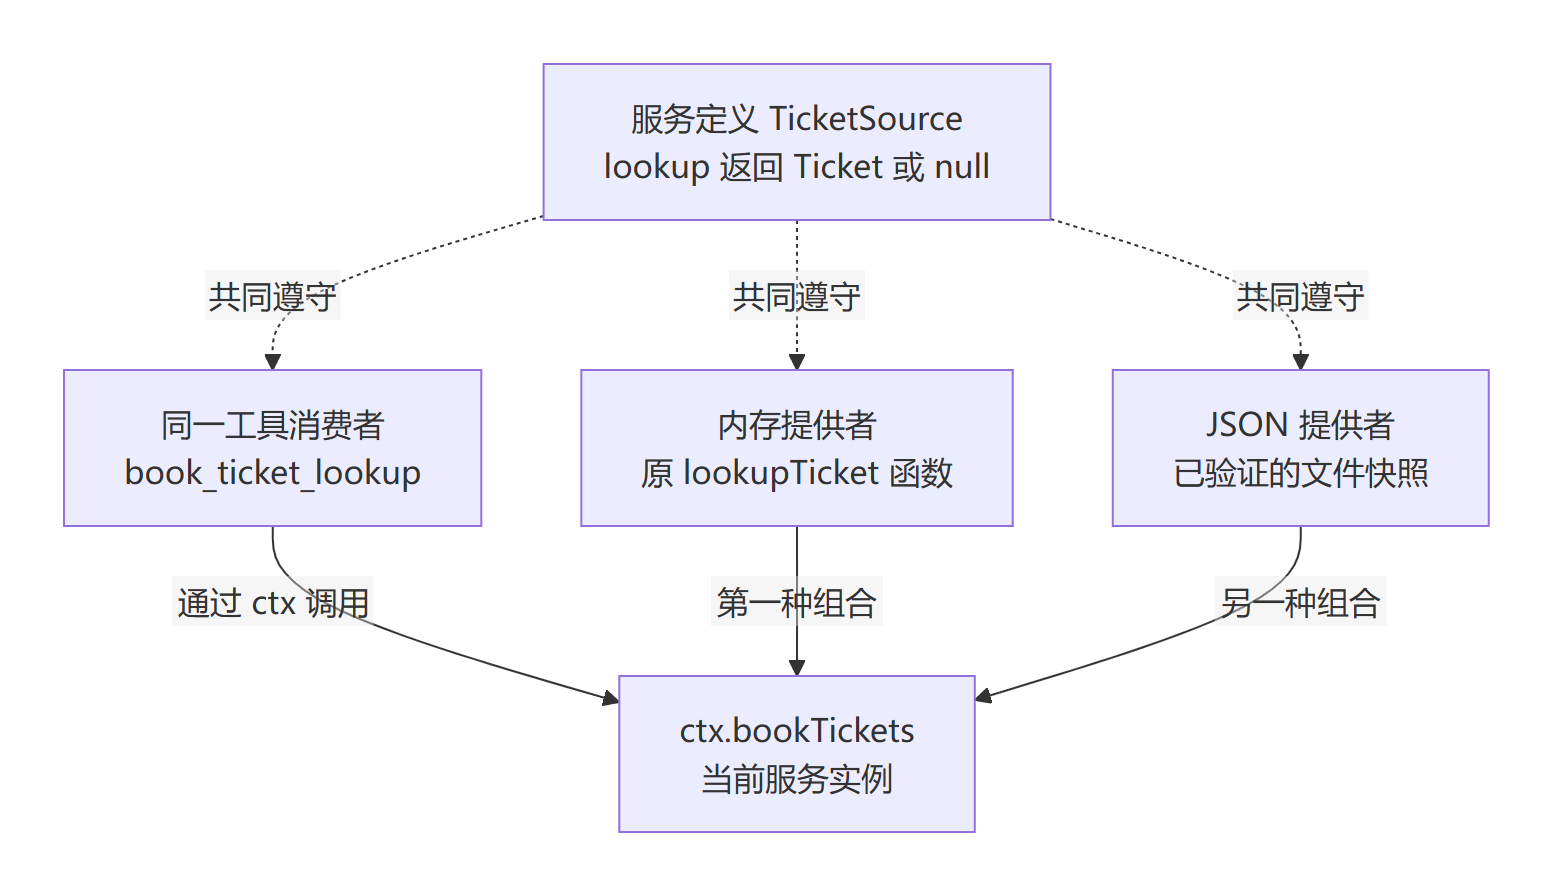 服务定义 TicketSource
lookup 返回 Ticket 或 null
共同遵守
共同遵守
共同遵守
同一工具消费者
book_ticket_lookup
内存提供者
原 lookupTicket 函数
JSON 提供者
已验证的文件快照
通过 ctx 调用
第一种组合
另一种组合
ctx.bookTickets
当前服务实例